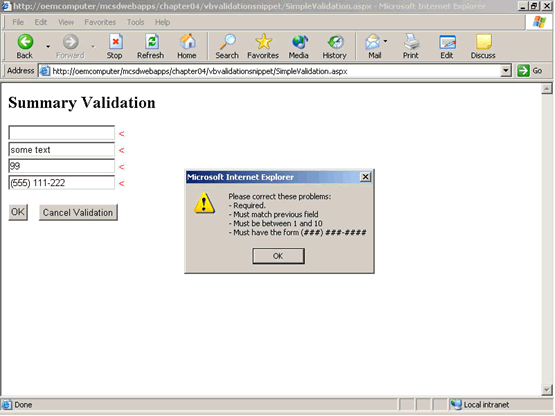 http://oemcomputer/mcsdwebapps/chapter04/vbvalidationsnippet/SimpleValidation.aspx - Microsoft Internet Explorer
File Edit View Favorites Tools Help
Back Forward Stop Refresh Home Search Favorites Media History Mail Print Edit Discuss
Address http://oemcomputer/mcsdwebapps/chapter04/vbvalidationsnippet/SimpleValidation.aspx Go
Summary Validation
<
some text <
99 <
(555) 111-222 <
OK Cancel Validation
Microsoft Internet Explorer
Please correct these problems:
- Required.
- Must match previous field
- Must be between 1 and 10
- Must have the form (###) ###-####
OK
Done Local intranet